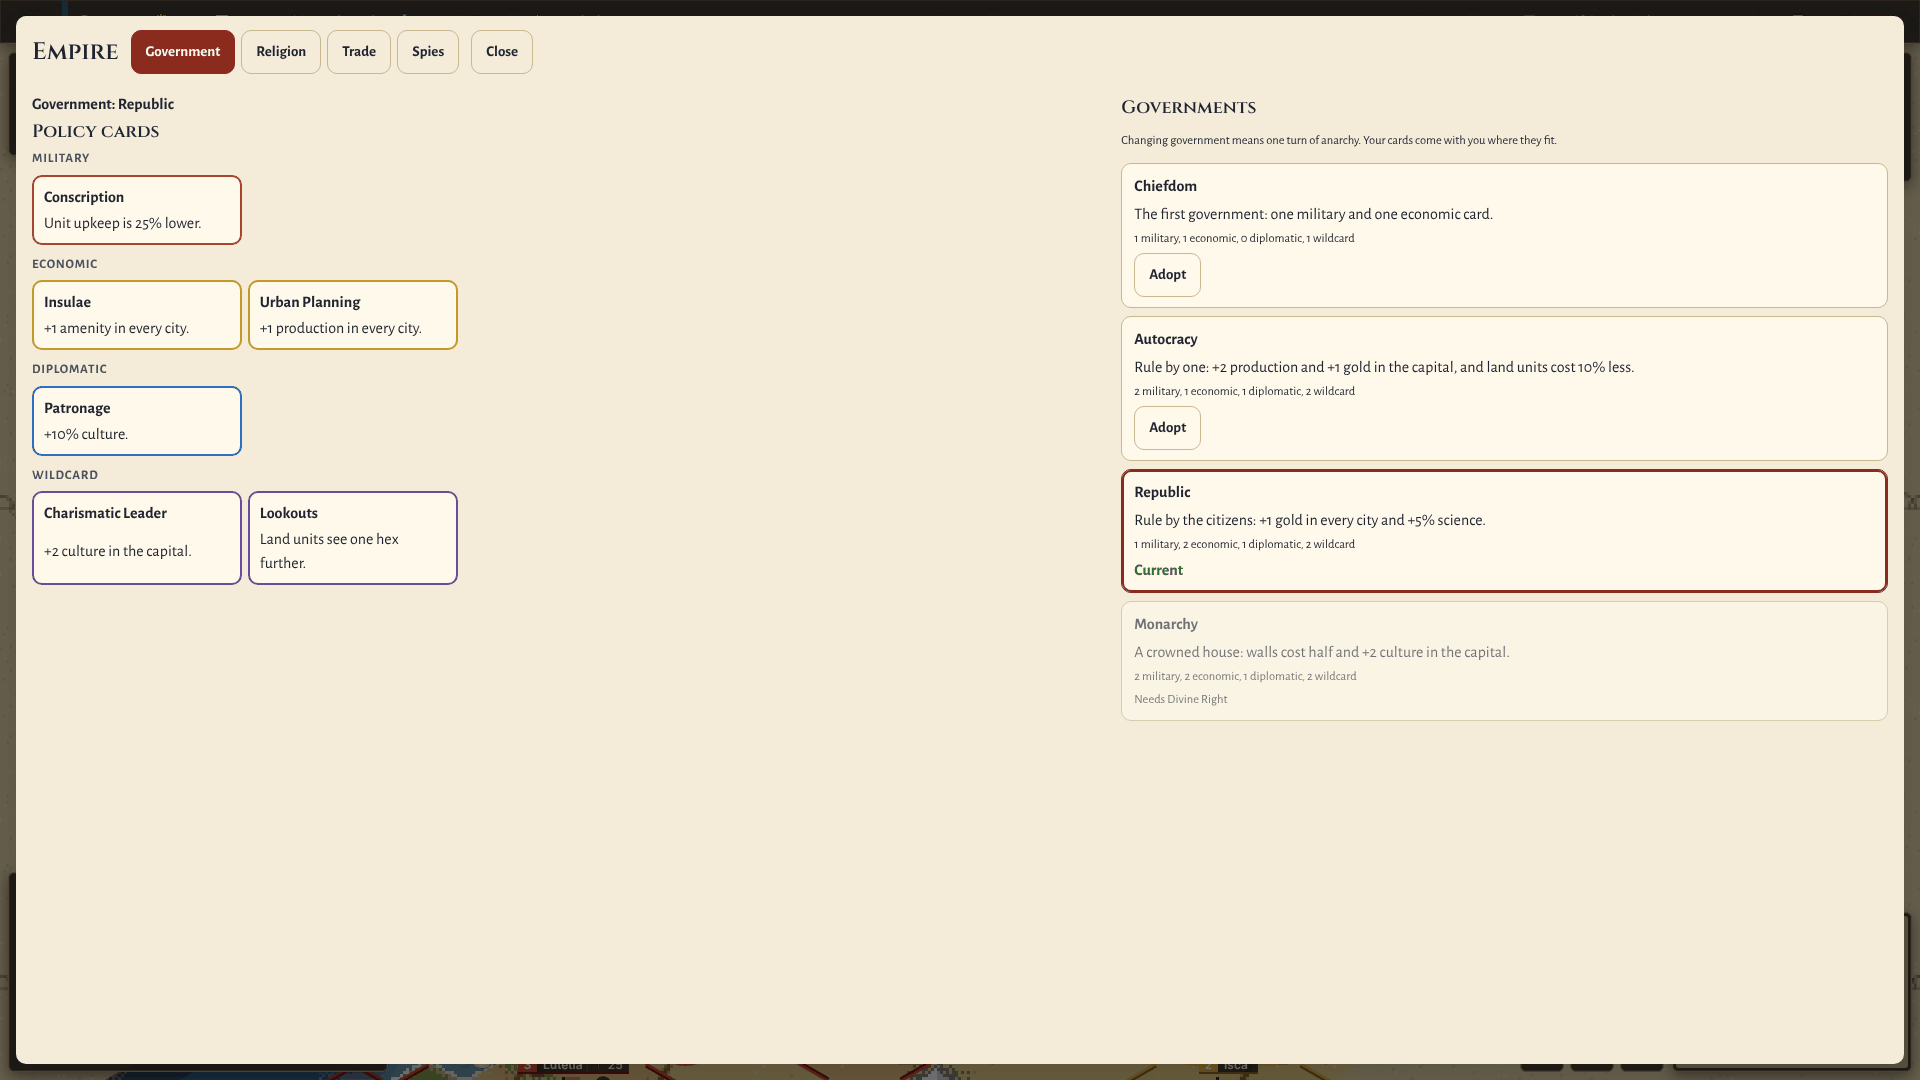 Empire
Government
Religion
Trade
Spies
Close
Government: Republic
Policy cards
MILITARY
Conscription
Unit upkeep is 25% lower.
ECONOMIC
Insulae
+1 amenity in every city.
Urban Planning
+1 production in every city.
DIPLOMATIC
Patronage
+10% culture.
WILDCARD
Charismatic Leader
+2 culture in the capital.
Lookouts
Land units see one hex
further.
Governments
Changing government means one turn of anarchy. Your cards come with you where they fit.
Chiefdom
The first government: one military and one economic card.
1 military, 1 economic, 0 diplomatic, 1 wildcard
Adopt
Autocracy
Rule by one: +2 production and +1 gold in the capital, and land units cost 10% less.
2 military, 1 economic, 1 diplomatic, 2 wildcard
Adopt
Republic
Rule by the citizens: +1 gold in every city and +5% science.
1 military, 2 economic, 1 diplomatic, 2 wildcard
Current
Monarchy
A crowned house: walls cost half and +2 culture in the capital.
2 military, 2 economic, 1 diplomatic, 2 wildcard
Needs Divine Right
3 Lutetia 25
2 Isca